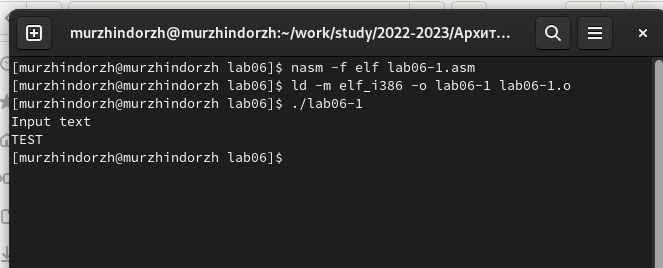 murzhindorzh@murzhindorzh:~/work/study/2022-2023/Архит...
[murzhindorzh@murzhindorzh lab06]$ nasm -f elf lab06-1.asm
[murzhindorzh@murzhindorzh lab06]$ ld -m elf_i386 -o lab06-1 lab06-1.o
[murzhindorzh@murzhindorzh lab06]$ ./lab06-1
Input text
TEST
[murzhindorzh@murzhindorzh lab06]$